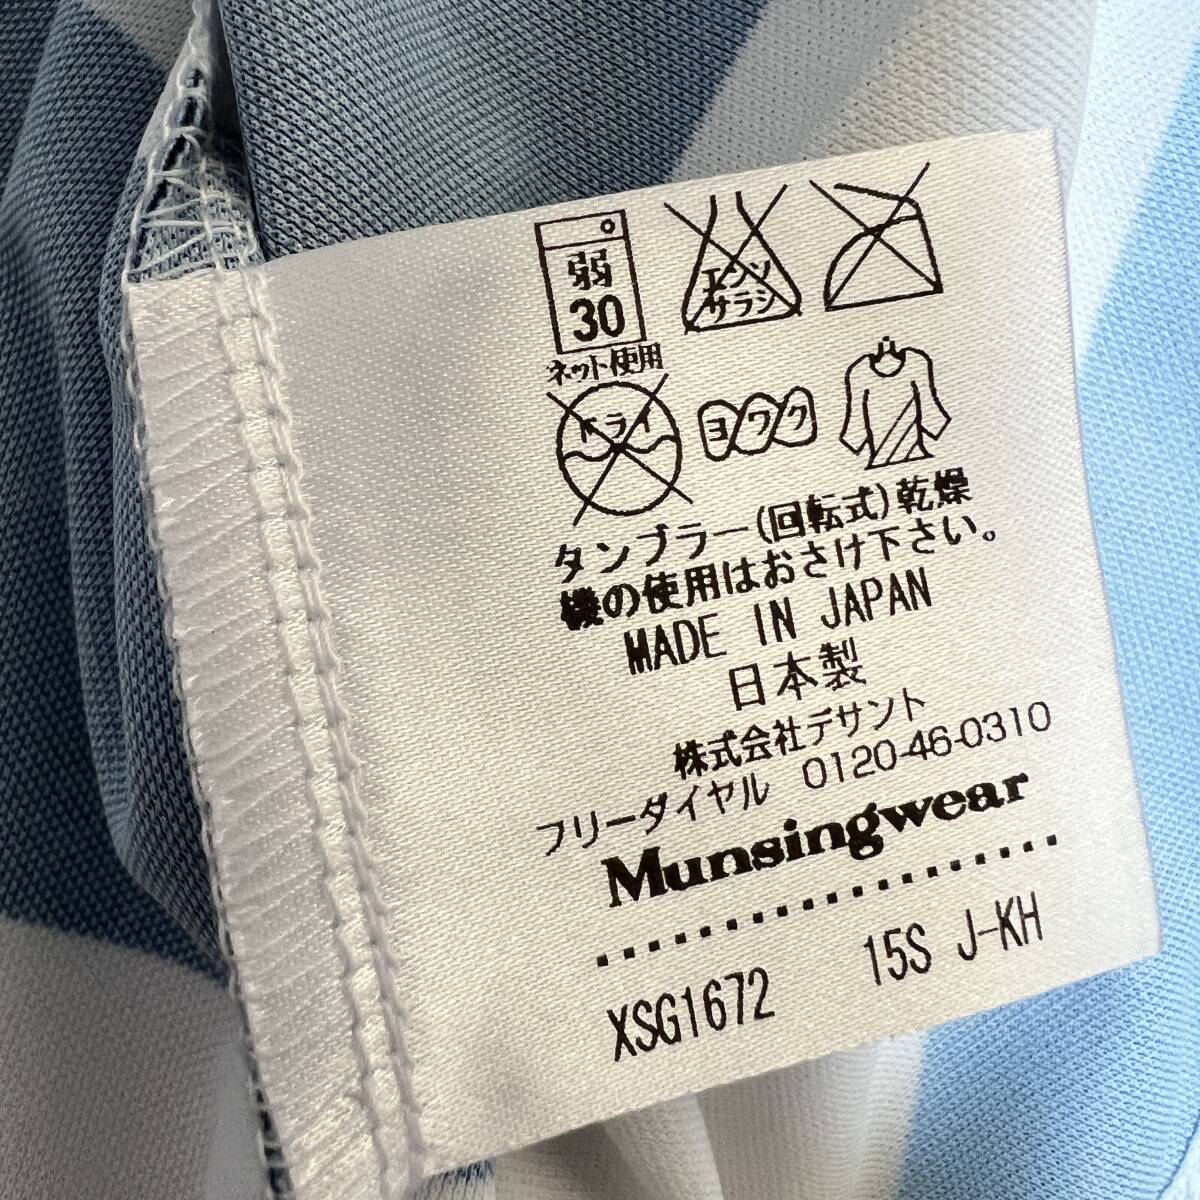 弱
30
ネット使用
エンソ
サラシ
ドライ
ヨワク
タンブラー(回転式)乾燥
機の使用はおさけ下さい。
MADE IN JAPAN
日本製
株式会社デサント
フリーダイヤル 0120-46-0310
Munsingwear
XSG1672 15S J-KH